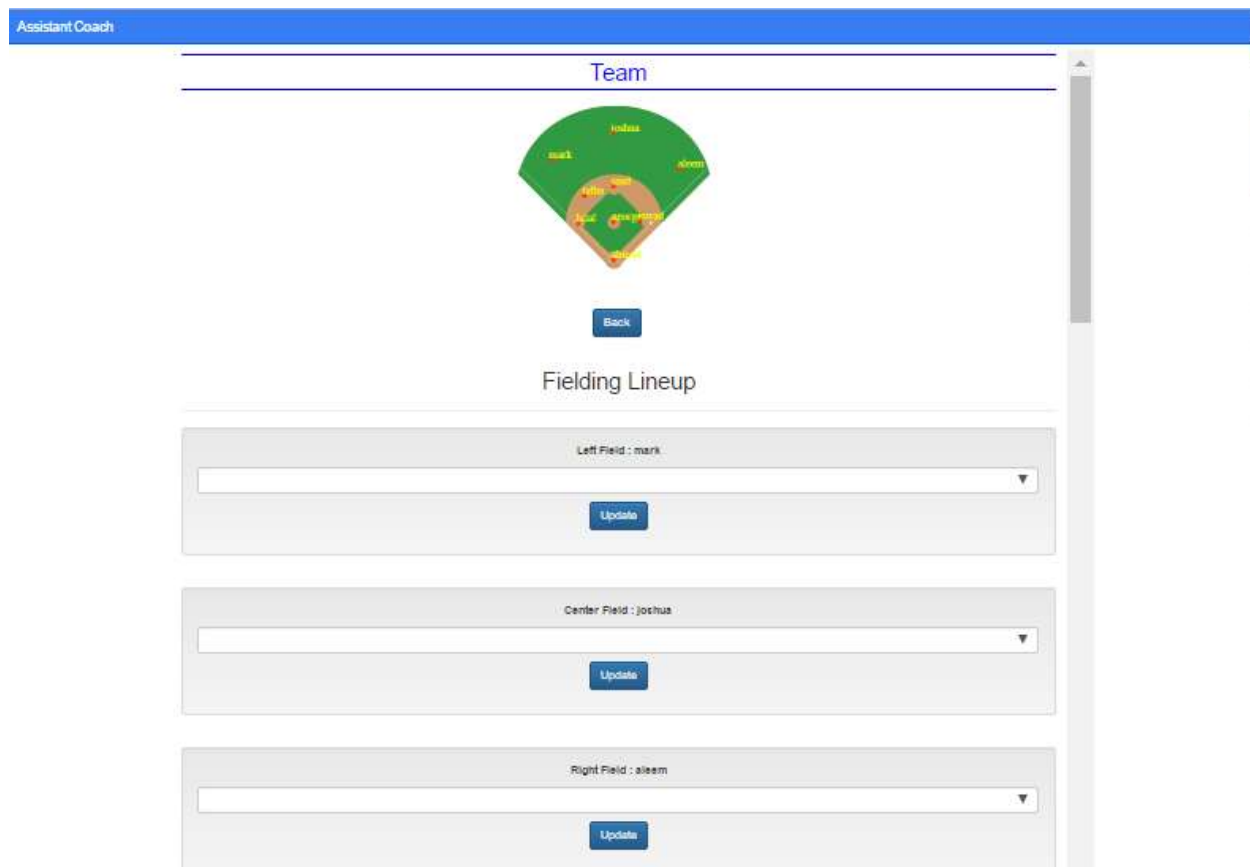 Assistant Coach
Team
joshua
mark
aleem
Back
Fielding Lineup
Left Field : mark
Update
Center Field : joshua
Update
Right Field : aleem
Update